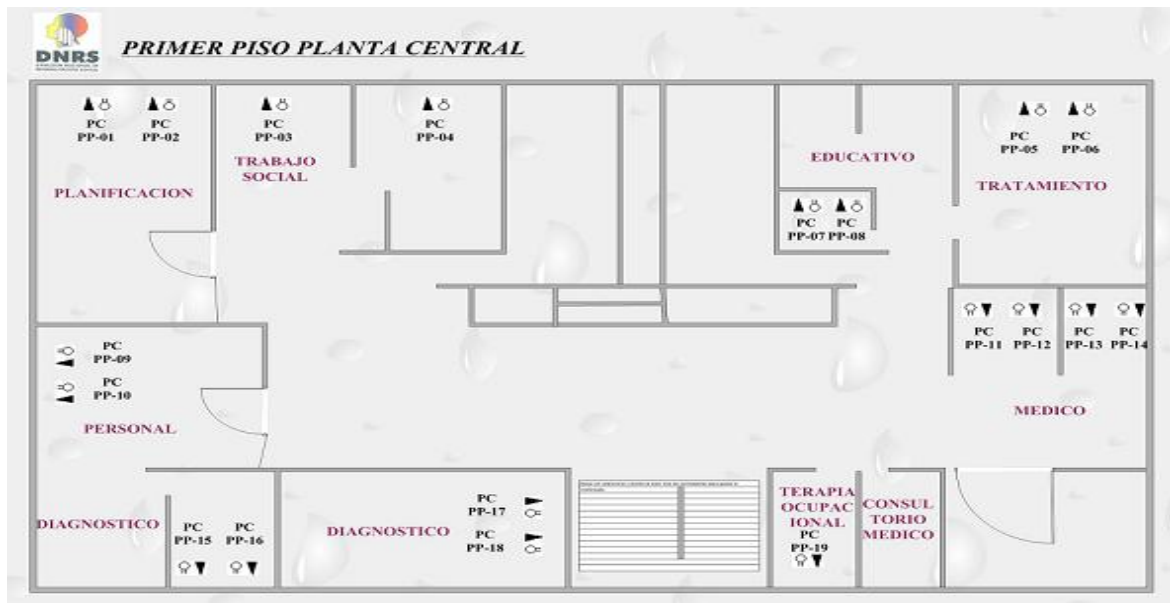 DNRS
PRIMER PISO PLANTA CENTRAL
PC
PP-01
PC
PP-02
PLANIFICACION
PC
PP-03
TRABAJO
SOCIAL
PC
PP-04
EDUCATIVO
PC
PP-07
PC
PP-08
PC
PP-05
PC
PP-06
TRATAMIENTO
PC
PP-11
PC
PP-12
PC
PP-13
PC
PP-14
MEDICO
PC
PP-09
PC
PP-10
PERSONAL
DIAGNOSTICO
PC
PP-15
PC
PP-16
DIAGNOSTICO
PC
PP-17
PC
PP-18
TERAPIA
OCUPAC
IONAL
PC
PP-19
CONSUL
TORIO
MEDICO